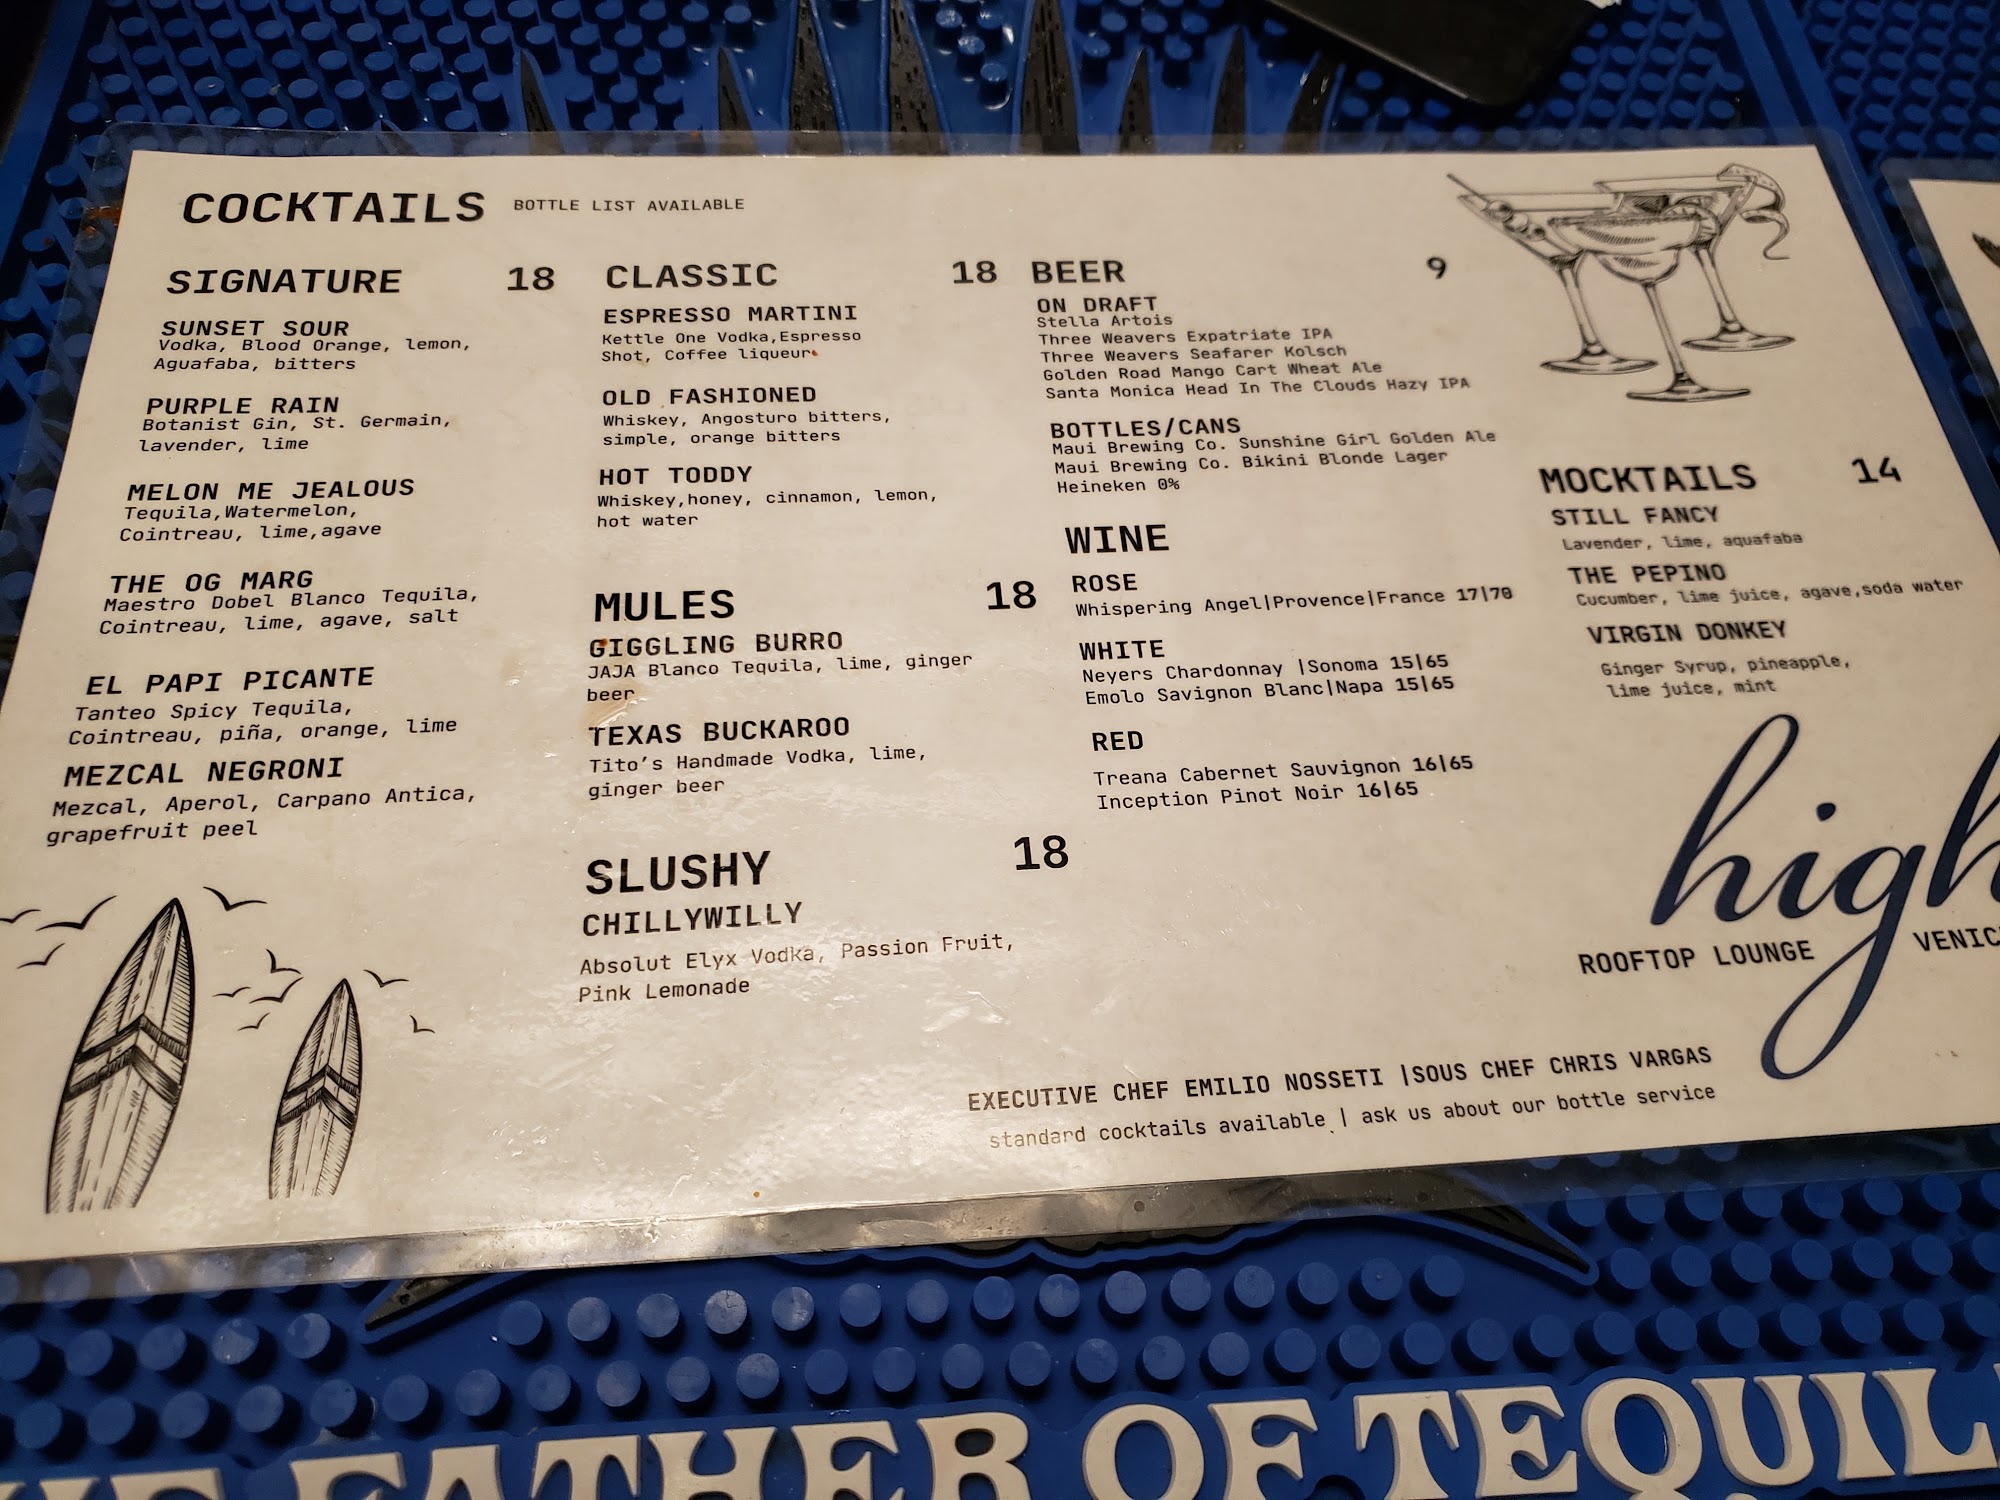 COCKTAILS BOTTLE LIST AVAILABLE
SIGNATURE 18
SUNSET SOUR
Vodka, Blood Orange, lemon,
Aguafaba, bitters
PURPLE RAIN
Botanist Gin, St. Germain,
lavender, lime
MELON ME JEALOUS
Tequila,Watermelon,
Cointreau, lime,agave
THE OG MARG
Maestro Dobel Blanco Tequila,
Cointreau, lime, agave, salt
EL PAPI PICANTE
Tanteo Spicy Tequila,
Cointreau, piña, orange, lime
MEZCAL NEGRONI
Mezcal, Aperol, Carpano Antica,
grapefruit peel
CLASSIC 18
ESPRESSO MARTINI
Kettle One Vodka,Espresso
Shot, Coffee liqueur
OLD FASHIONED
Whiskey, Angosturo bitters,
simple, orange bitters
HOT TODDY
Whiskey,honey, cinnamon, lemon,
hot water
MULES 18
GIGGLING BURRO
JAJA Blanco Tequila, lime, ginger
beer
TEXAS BUCKAROO
Tito's Handmade Vodka, lime,
ginger beer
SLUSHY 18
CHILLYWILLY
Absolut Elyx Vodka, Passion Fruit,
Pink Lemonade
BEER 9
ON DRAFT
Stella Artois
Three Weavers Expatriate IPA
Three Weavers Seafarer Kolsch
Golden Road Mango Cart Wheat Ale
Santa Monica Head In The Clouds Hazy IPA
BOTTLES/CANS
Maui Brewing Co. Sunshine Girl Golden Ale
Maui Brewing Co. Bikini Blonde Lager
Heineken 0%
WINE
ROSE
Whispering Angel|Provence|France 17|70
WHITE
Neyers Chardonnay |Sonoma 15|65
Emolo Savignon Blanc|Napa 15|65
RED
Treana Cabernet Sauvignon 16|65
Inception Pinot Noir 16|65
MOCKTAILS 14
STILL FANCY
Lavender, lime, aquafaba
THE PEPINO
Cucumber, lime juice, agave,soda water
VIRGIN DONKEY
Ginger Syrup, pineapple,
lime juice, mint
high
ROOFTOP LOUNGE VENIC
EXECUTIVE CHEF EMILIO NOSSETI |SOUS CHEF CHRIS VARGAS
standard cocktails available | ask us about our bottle service
FATHER OF TEQUIL